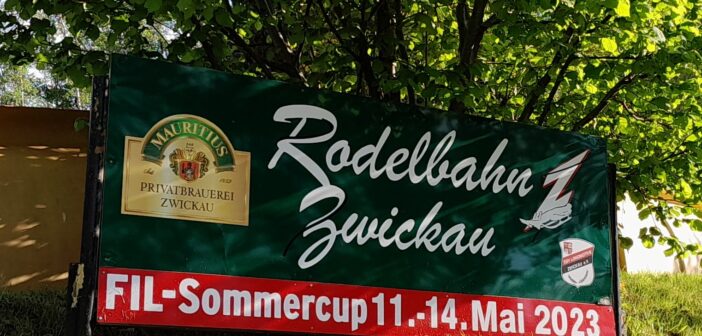 MAURITIUS
PRIVATBRAUEREI
ZWICKAU
Rodelbahn
Zwickau
FIL-Sommercup 11.-14. Mai 2023